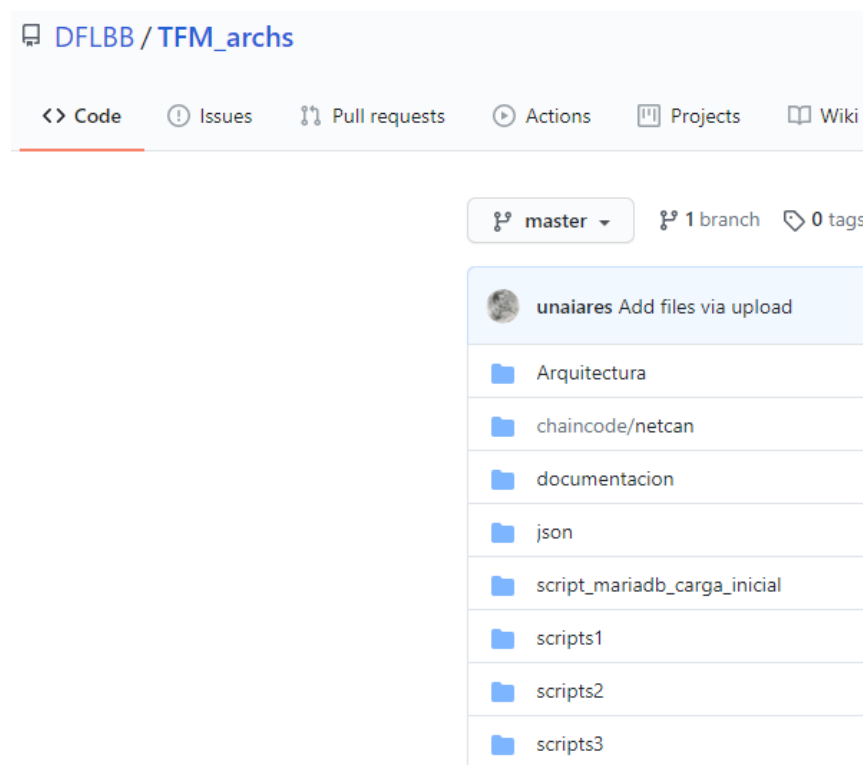 DFLBB / TFM_archs
<> Code Issues Pull requests Actions Projects Wiki
master 1 branch 0 tags
unaiares Add files via upload
Arquitectura
chaincode/netcan
documentacion
json
script_mariadb_carga_inicial
scripts1
scripts2
scripts3